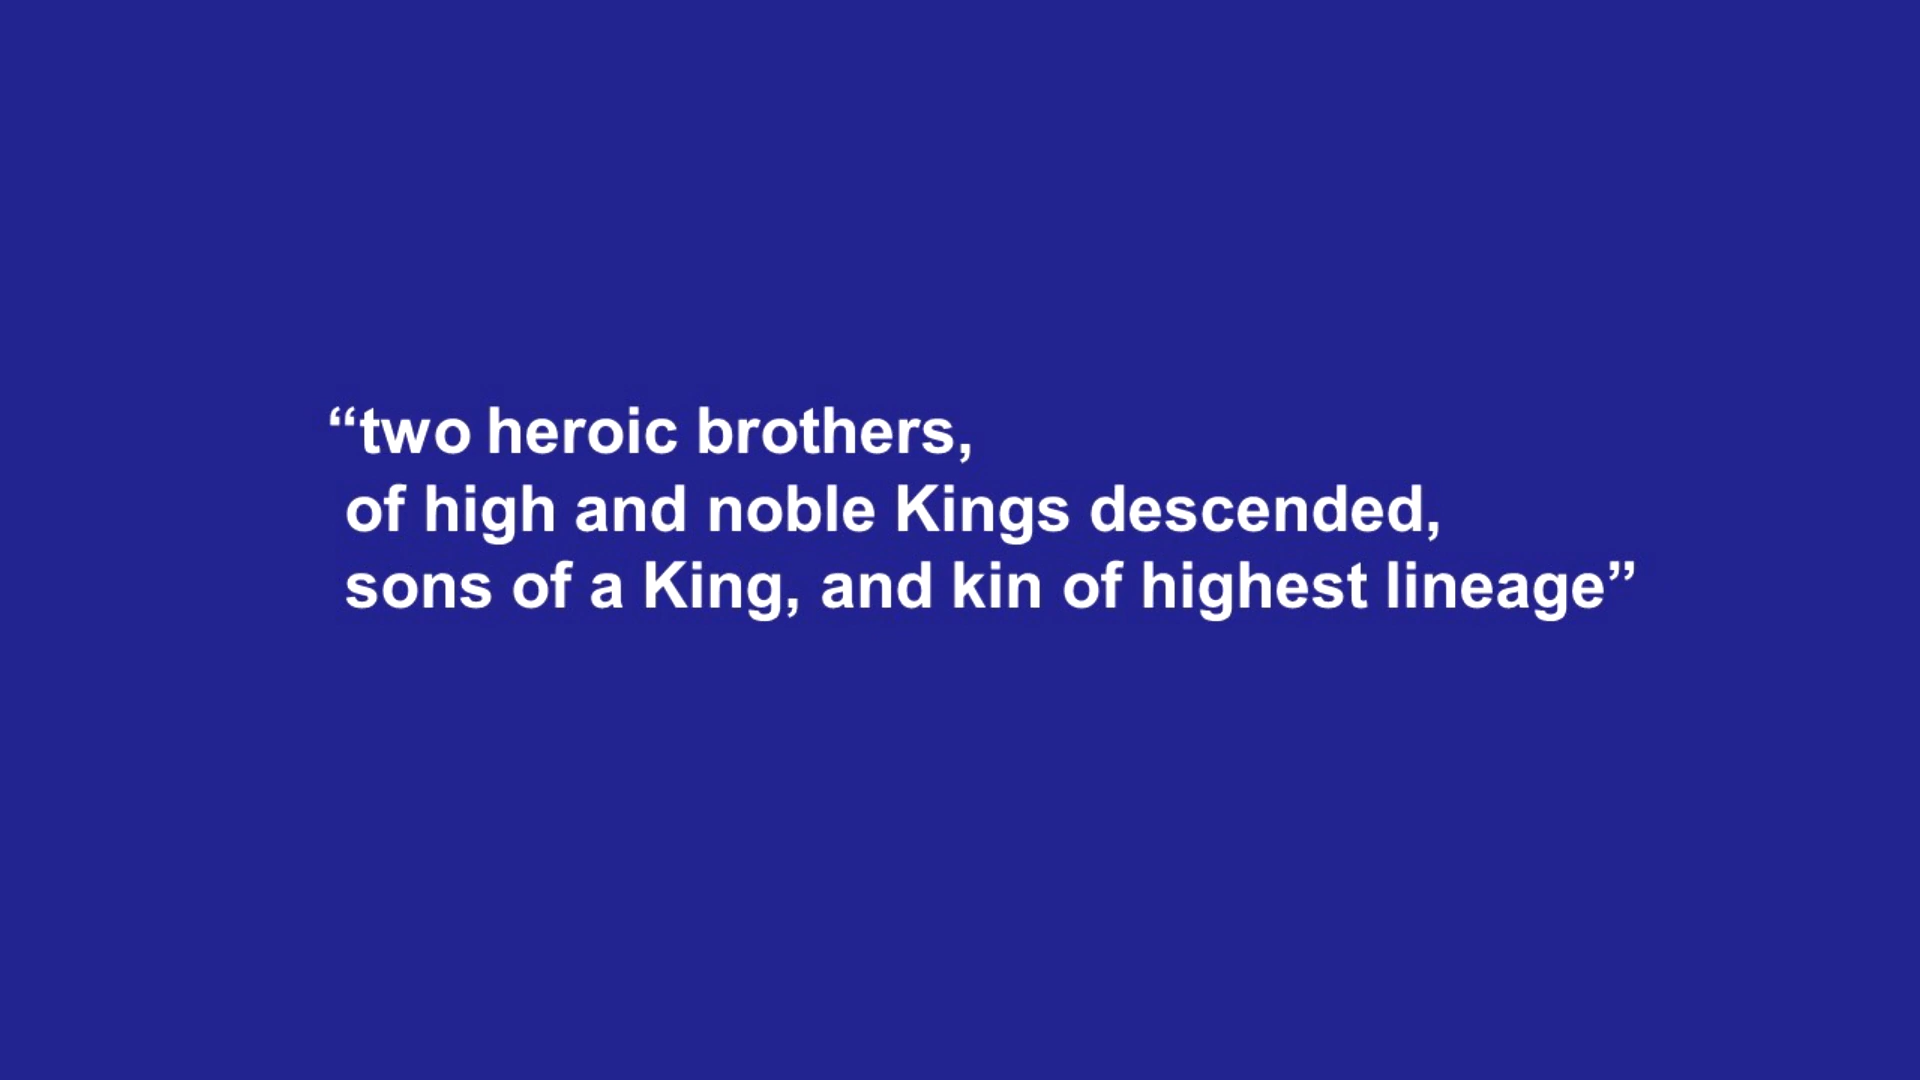 “two heroic brothers,
of high and noble Kings descended,
sons of a King, and kin of highest lineage”